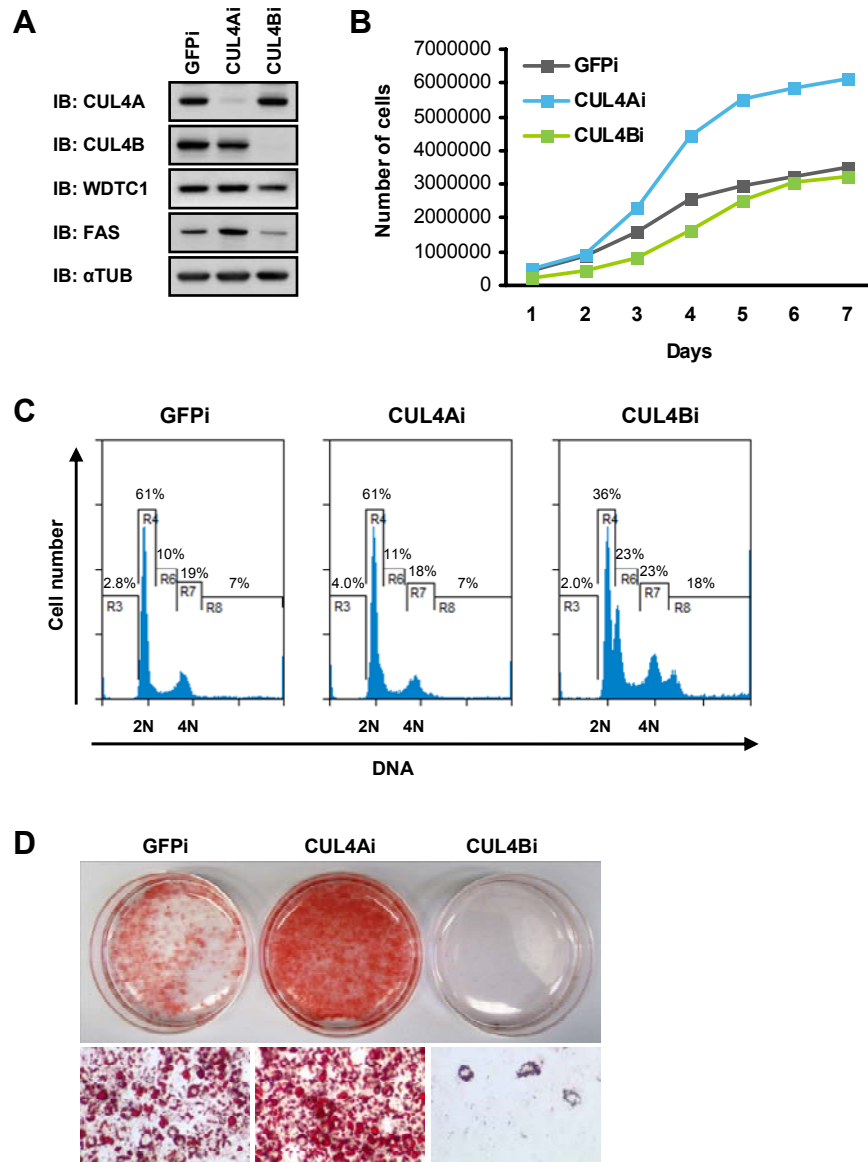 A
GFPi
CUL4Ai
CUL4Bi
IB: CUL4A
IB: CUL4B
IB: WDTC1
IB: FAS
IB: αTUB
B
Number of cells
7000000
6000000
5000000
4000000
3000000
2000000
1000000
0
GFPi
CUL4Ai
CUL4Bi
1 2 3 4 5 6 7
Days
C
GFPi CUL4Ai CUL4Bi
Cell number
61%
R4
10%
R6
19%
R7
7%
R8
2.8%
R3
2N 4N
61%
R4
11%
R6
18%
R7
7%
R8
4.0%
R3
2N 4N
36%
R4
23%
R6
23%
R7
18%
R8
2.0%
R3
2N 4N
DNA
D
GFPi CUL4Ai CUL4Bi